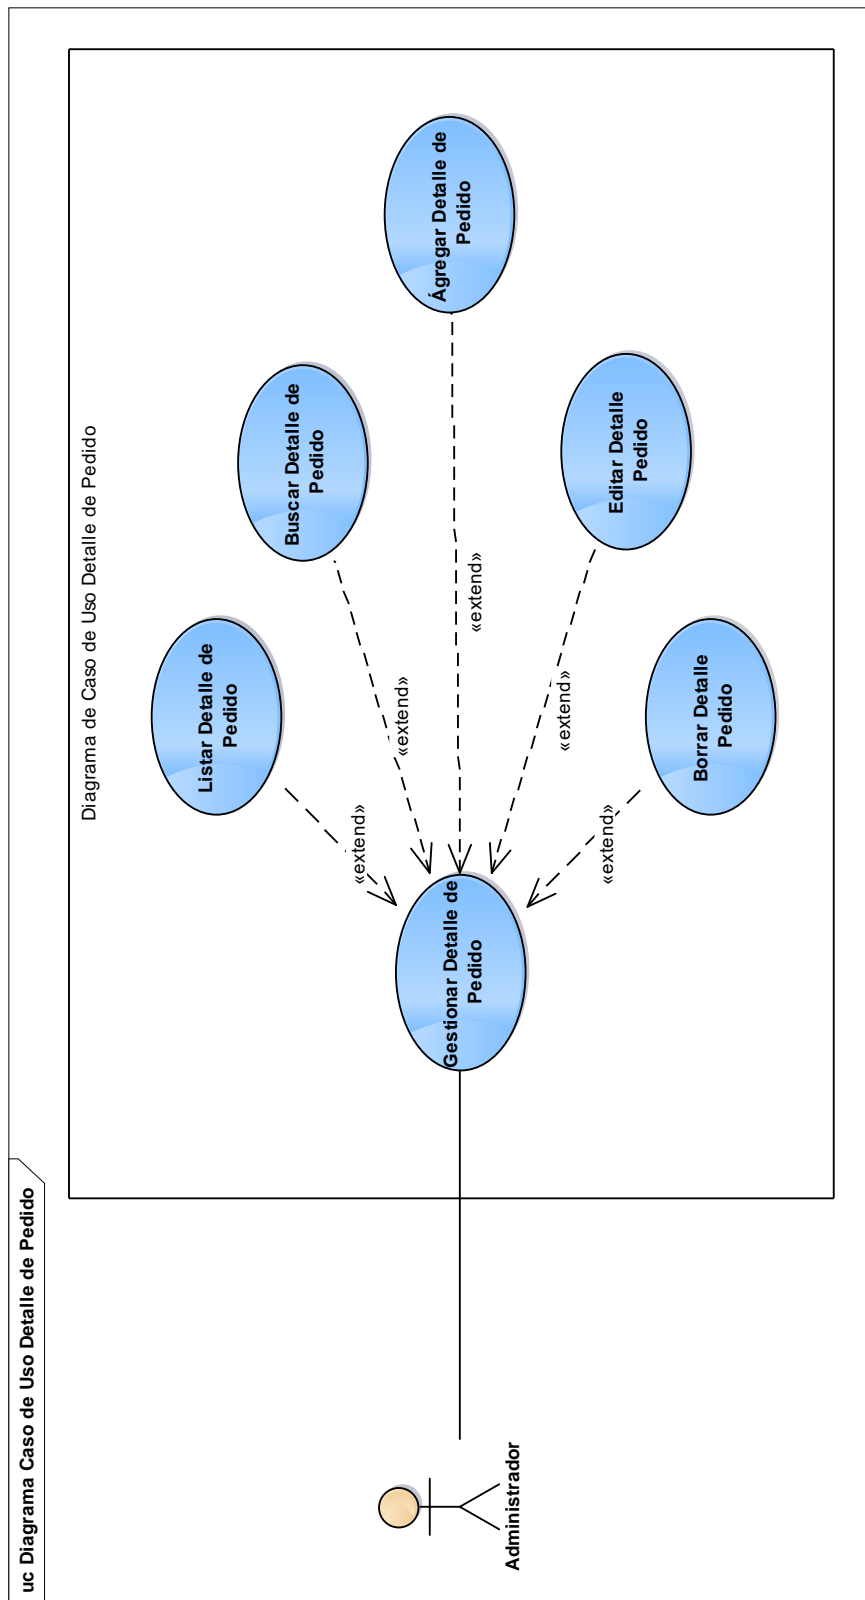 uc Diagrama Caso de Uso Detalle de Pedido
Diagrama de Caso de Uso Detalle de Pedido
Administrador
Gestionar Detalle de
Pedido
Listar Detalle de
Pedido
Buscar Detalle de
Pedido
Ágregar Detalle de
Pedido
Editar Detalle
Pedido
Borrar Detalle
Pedido
«extend»
«extend»
«extend»
«extend»
«extend»